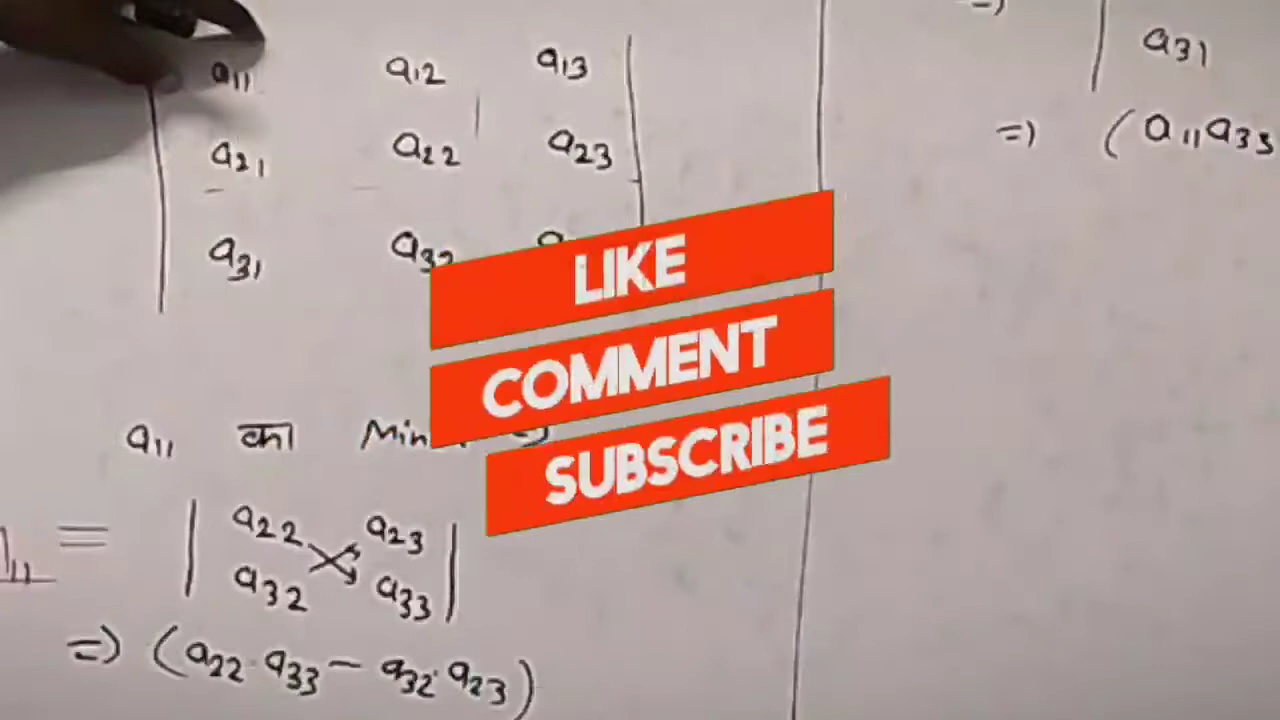 a11 a12 a13
a21 a22 a23
a31 a32
a11 का
= | a22 a23 |
| a32 a33 |
=> (a22·a33 - a32·a23)
a31
=> (a11a33
LIKE
COMMENT
SUBSCRIBE